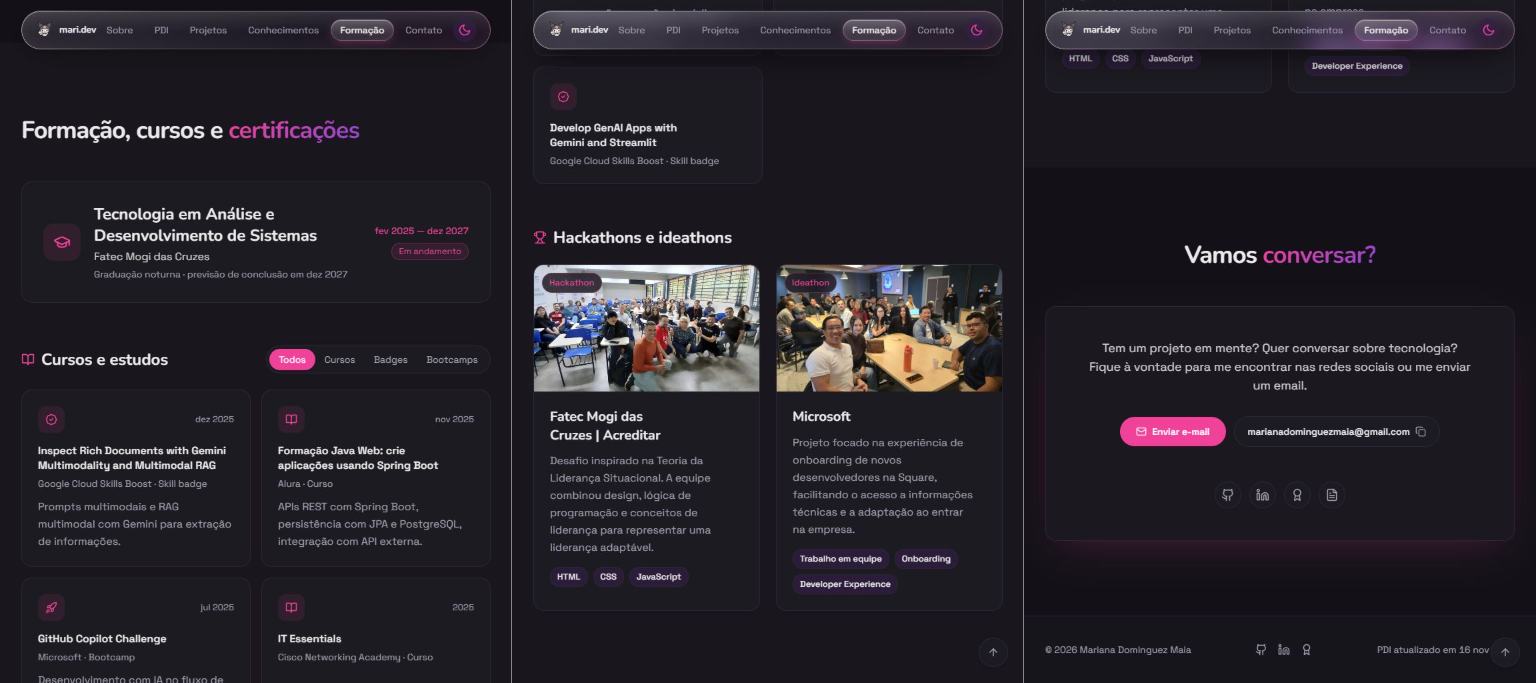 mari.dev Sobre PDI Projetos Conhecimentos Formação Contato
Formação, cursos e certificações
Tecnologia em Análise e
Desenvolvimento de Sistemas
Fatec Mogi das Cruzes
Graduação noturna · previsão de conclusão em dez 2027
fev 2025 — dez 2027
Em andamento
Cursos e estudos
Todos Cursos Badges Bootcamps
dez 2025
Inspect Rich Documents with Gemini
Multimodality and Multimodal RAG
Google Cloud Skills Boost · Skill badge
Prompts multimodais e RAG
multimodal com Gemini para extração
de informações.
nov 2025
Formação Java Web: crie
aplicações usando Spring Boot
Alura · Curso
APIs REST com Spring Boot,
persistência com JPA e PostgreSQL,
integração com API externa.
jul 2025
GitHub Copilot Challenge
Microsoft · Bootcamp
Desenvolvimento com IA no fluxo de
2025
IT Essentials
Cisco Networking Academy · Curso
mari.dev Sobre PDI Projetos Conhecimentos Formação Contato
Develop GenAI Apps with
Gemini and Streamlit
Google Cloud Skills Boost · Skill badge
Hackathons e ideathons
Hackathon
Fatec Mogi das
Cruzes | Acreditar
Desafio inspirado na Teoria da
Liderança Situacional. A equipe
combinou design, lógica de
programação e conceitos de
liderança para representar uma
liderança adaptável.
HTML CSS JavaScript
Ideathon
Microsoft
Projeto focado na experiência de
onboarding de novos
desenvolvedores na Square,
facilitando o acesso a informações
técnicas e a adaptação ao entrar
na empresa.
Trabalho em equipe Onboarding
Developer Experience
mari.dev Sobre PDI Projetos Conhecimentos Formação Contato
HTML CSS JavaScript
Developer Experience
Vamos conversar?
Tem um projeto em mente? Quer conversar sobre tecnologia?
Fique à vontade para me encontrar nas redes sociais ou me enviar
um email.
Enviar e-mail
marianadominguezmaia@gmail.com
© 2026 Mariana Dominguez Maia
PDI atualizado em 16 nov